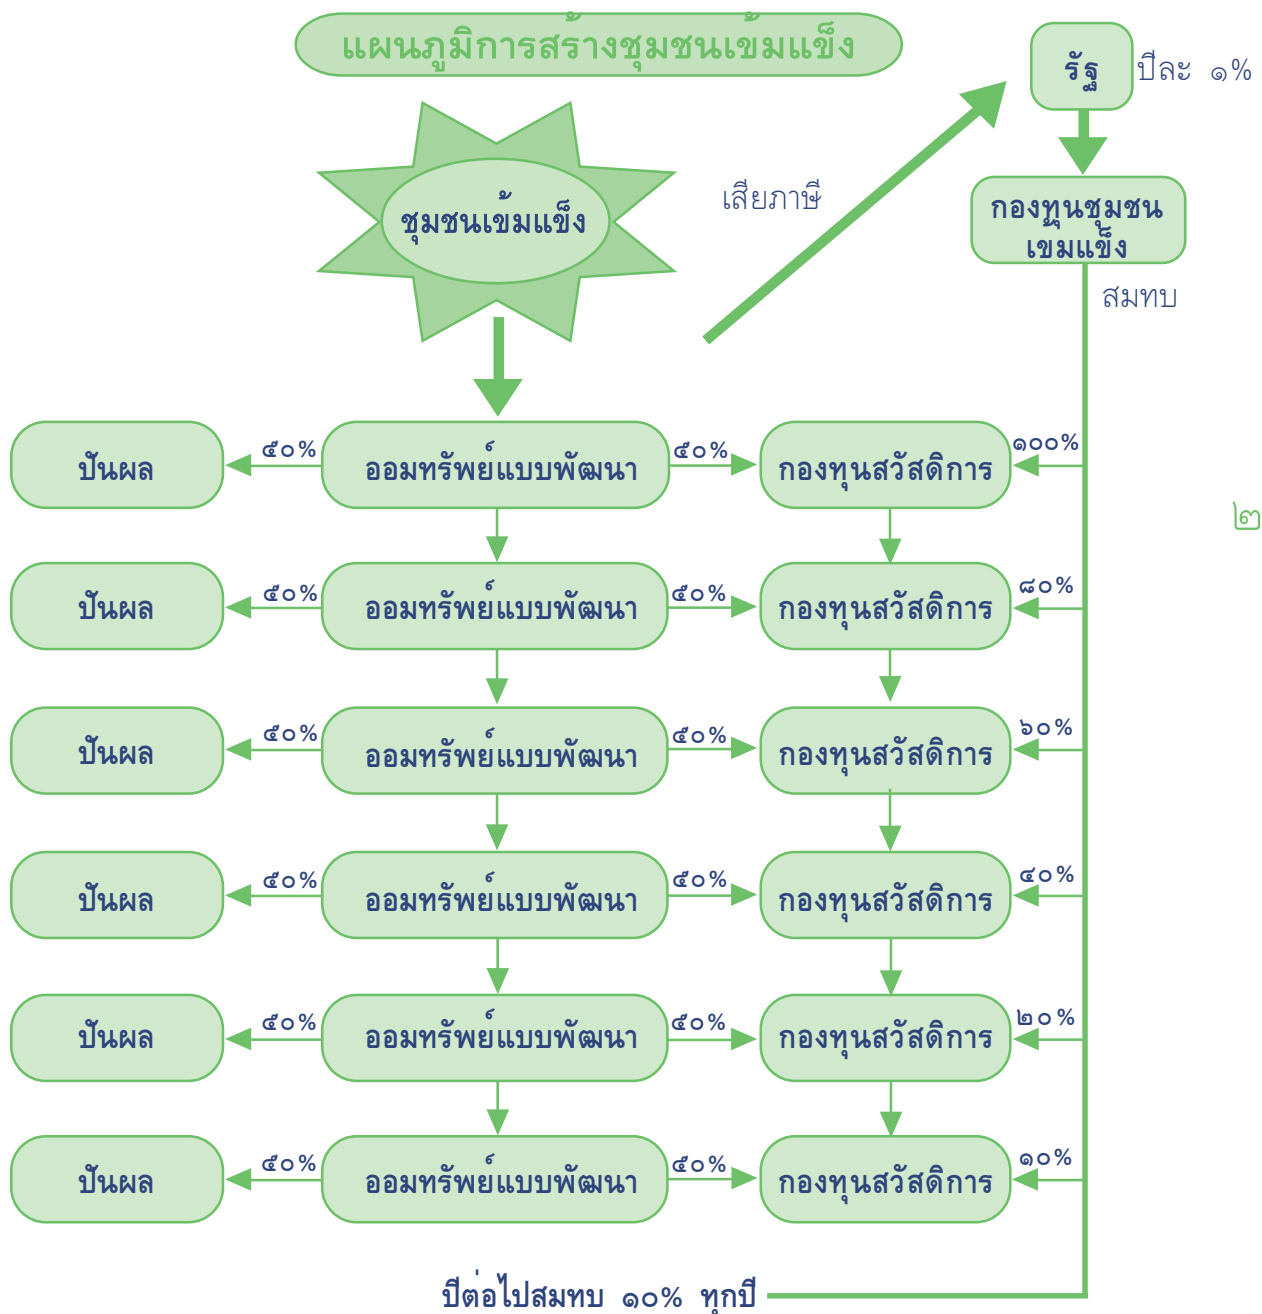 แผนภูมิการสร้างชุมชนเข้มแข็ง
รัฐ
ปีละ ๑%
ชุมชนเข้มแข็ง
เสียภาษี
กองทุนชุมชน
เข้มแข็ง
สมทบ
ปันผล
๕๐%
ออมทรัพย์แบบพัฒนา
๕๐%
กองทุนสวัสดิการ
๑๐๐%
๒
ปันผล
๕๐%
ออมทรัพย์แบบพัฒนา
๕๐%
กองทุนสวัสดิการ
๘๐%
ปันผล
๕๐%
ออมทรัพย์แบบพัฒนา
๕๐%
กองทุนสวัสดิการ
๖๐%
ปันผล
๕๐%
ออมทรัพย์แบบพัฒนา
๕๐%
กองทุนสวัสดิการ
๔๐%
ปันผล
๕๐%
ออมทรัพย์แบบพัฒนา
๕๐%
กองทุนสวัสดิการ
๒๐%
ปันผล
๕๐%
ออมทรัพย์แบบพัฒนา
๕๐%
กองทุนสวัสดิการ
๑๐%
ปีต่อไปสมทบ ๑๐% ทุกปี